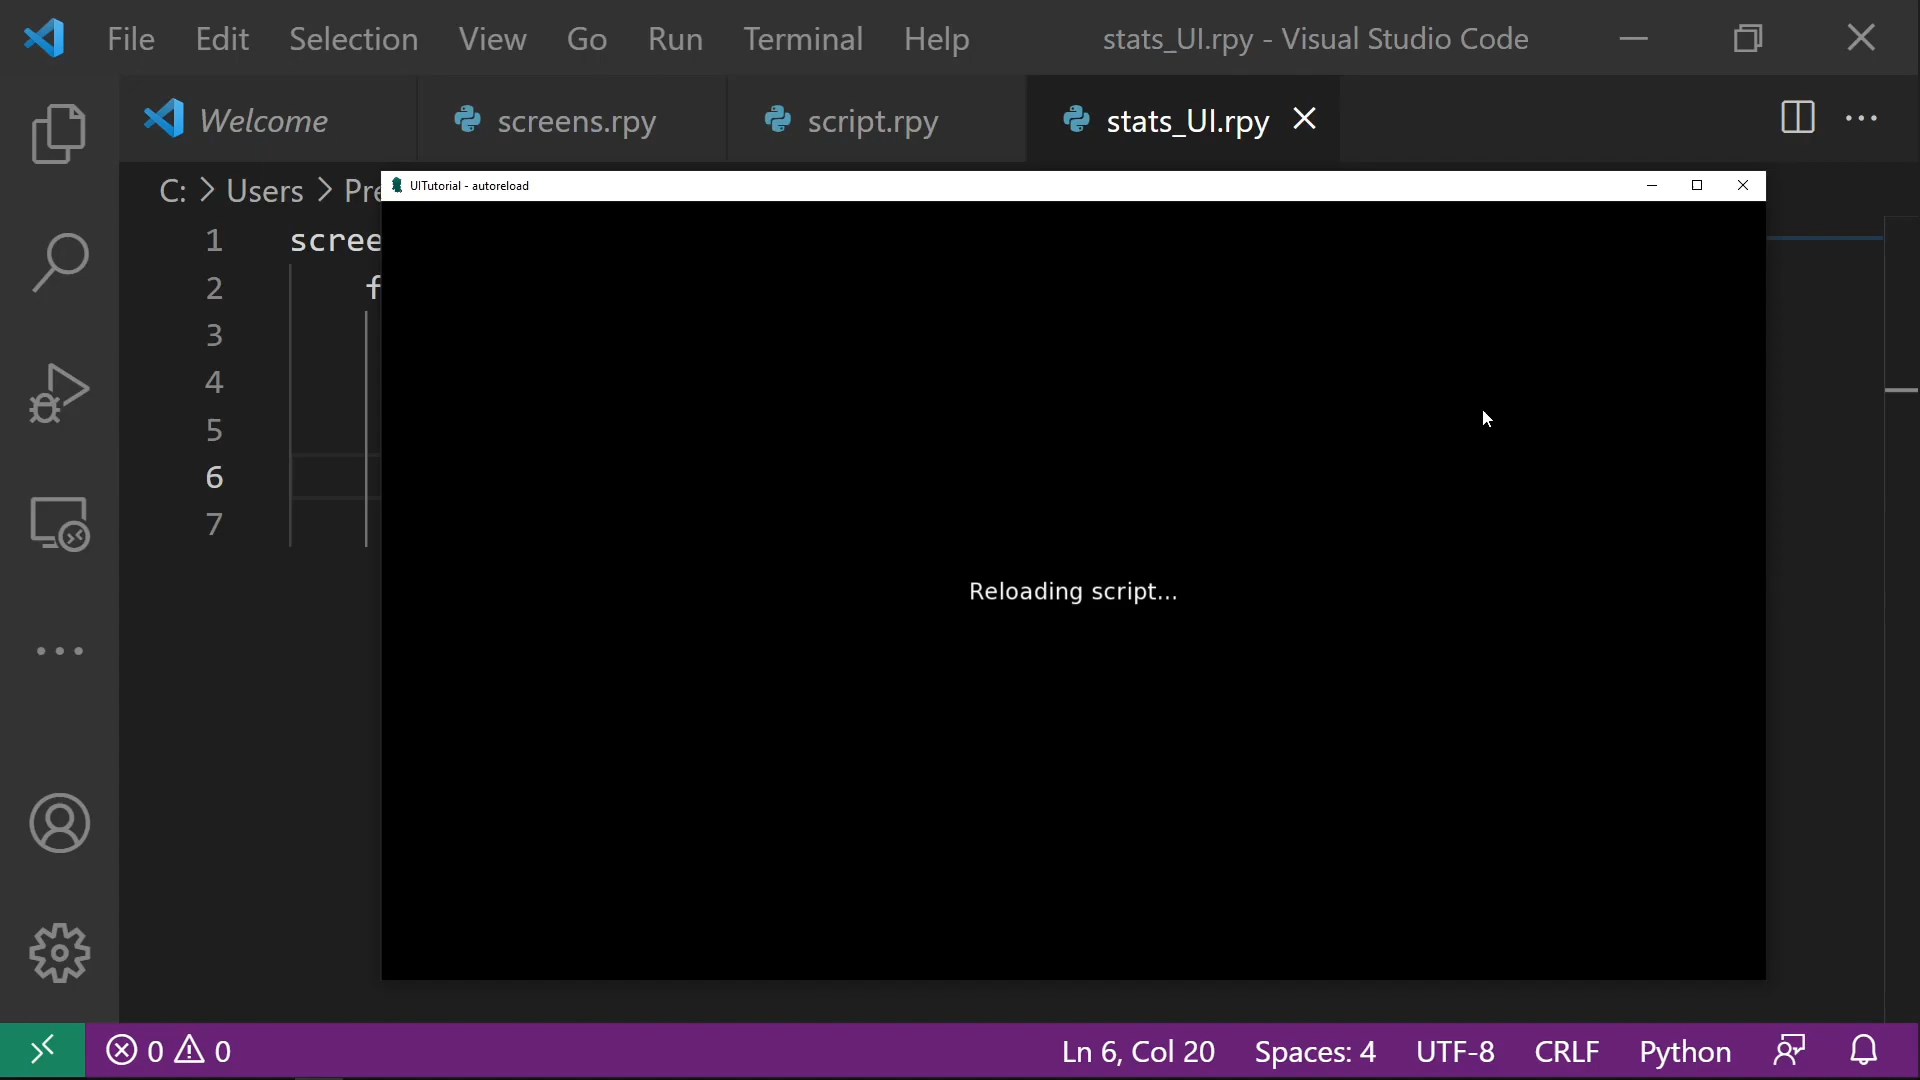 File Edit Selection View Go Run Terminal Help stats_UI.rpy - Visual Studio Code
Welcome screens.rpy script.rpy stats_UI.rpy
C: > Users > Pre
UITutorial - autoreload
1 scree
2 f
3
4
5
6
7
Reloading script...
0 0 Ln 6, Col 20 Spaces: 4 UTF-8 CRLF Python